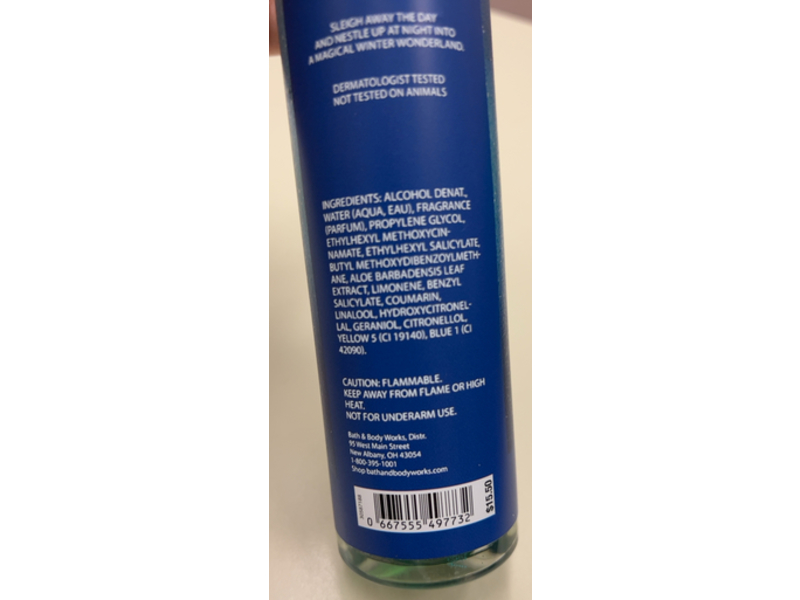 SLEIGH AWAY THE DAY
AND NESTLE UP AT NIGHT INTO
A MAGICAL WINTER WONDERLAND.
DERMATOLOGIST TESTED
NOT TESTED ON ANIMALS
INGREDIENTS: ALCOHOL DENAT.,
WATER (AQUA, EAU), FRAGRANCE
(PARFUM), PROPYLENE GLYCOL,
ETHYLHEXYL METHOXYCIN-
NAMATE, ETHYLHEXYL SALICYLATE,
BUTYL METHOXYDIBENZOYLMETH-
ANE, ALOE BARBADENSIS LEAF
EXTRACT, LIMONENE, BENZYL
SALICYLATE, COUMARIN,
LINALOOL, HYDROXYCITRONEL-
LAL, GERANIOL, CITRONELLOL,
YELLOW 5 (CI 19140), BLUE 1 (CI
42090).
CAUTION: FLAMMABLE.
KEEP AWAY FROM FLAME OR HIGH
HEAT.
NOT FOR UNDERARM USE.
Bath & Body Works, Distr.
95 West Main Street
New Albany, OH 43054
1-800-395-1001
Shop bathandbodyworks.com
$15.50
0 667555 497732